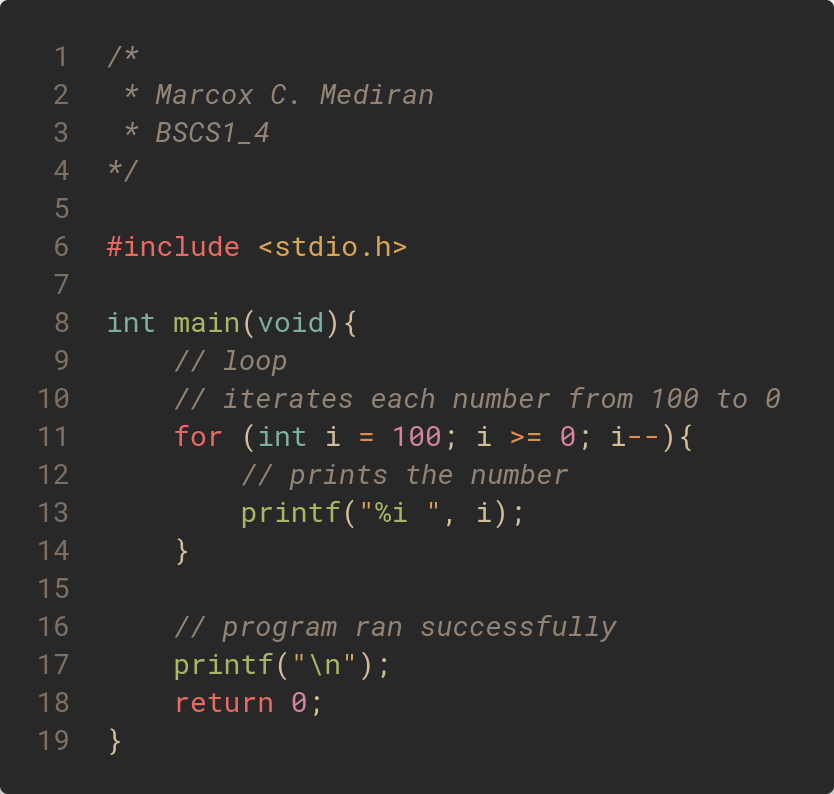 1 /*
2  * Marcox C. Mediran
3  * BSCS1_4
4 */
5
6 #include <stdio.h>
7
8 int main(void){
9     // loop
10     // iterates each number from 100 to 0
11     for (int i = 100; i >= 0; i--){
12         // prints the number
13         printf("%i ", i);
14     }
15
16     // program ran successfully
17     printf("\n");
18     return 0;
19 }